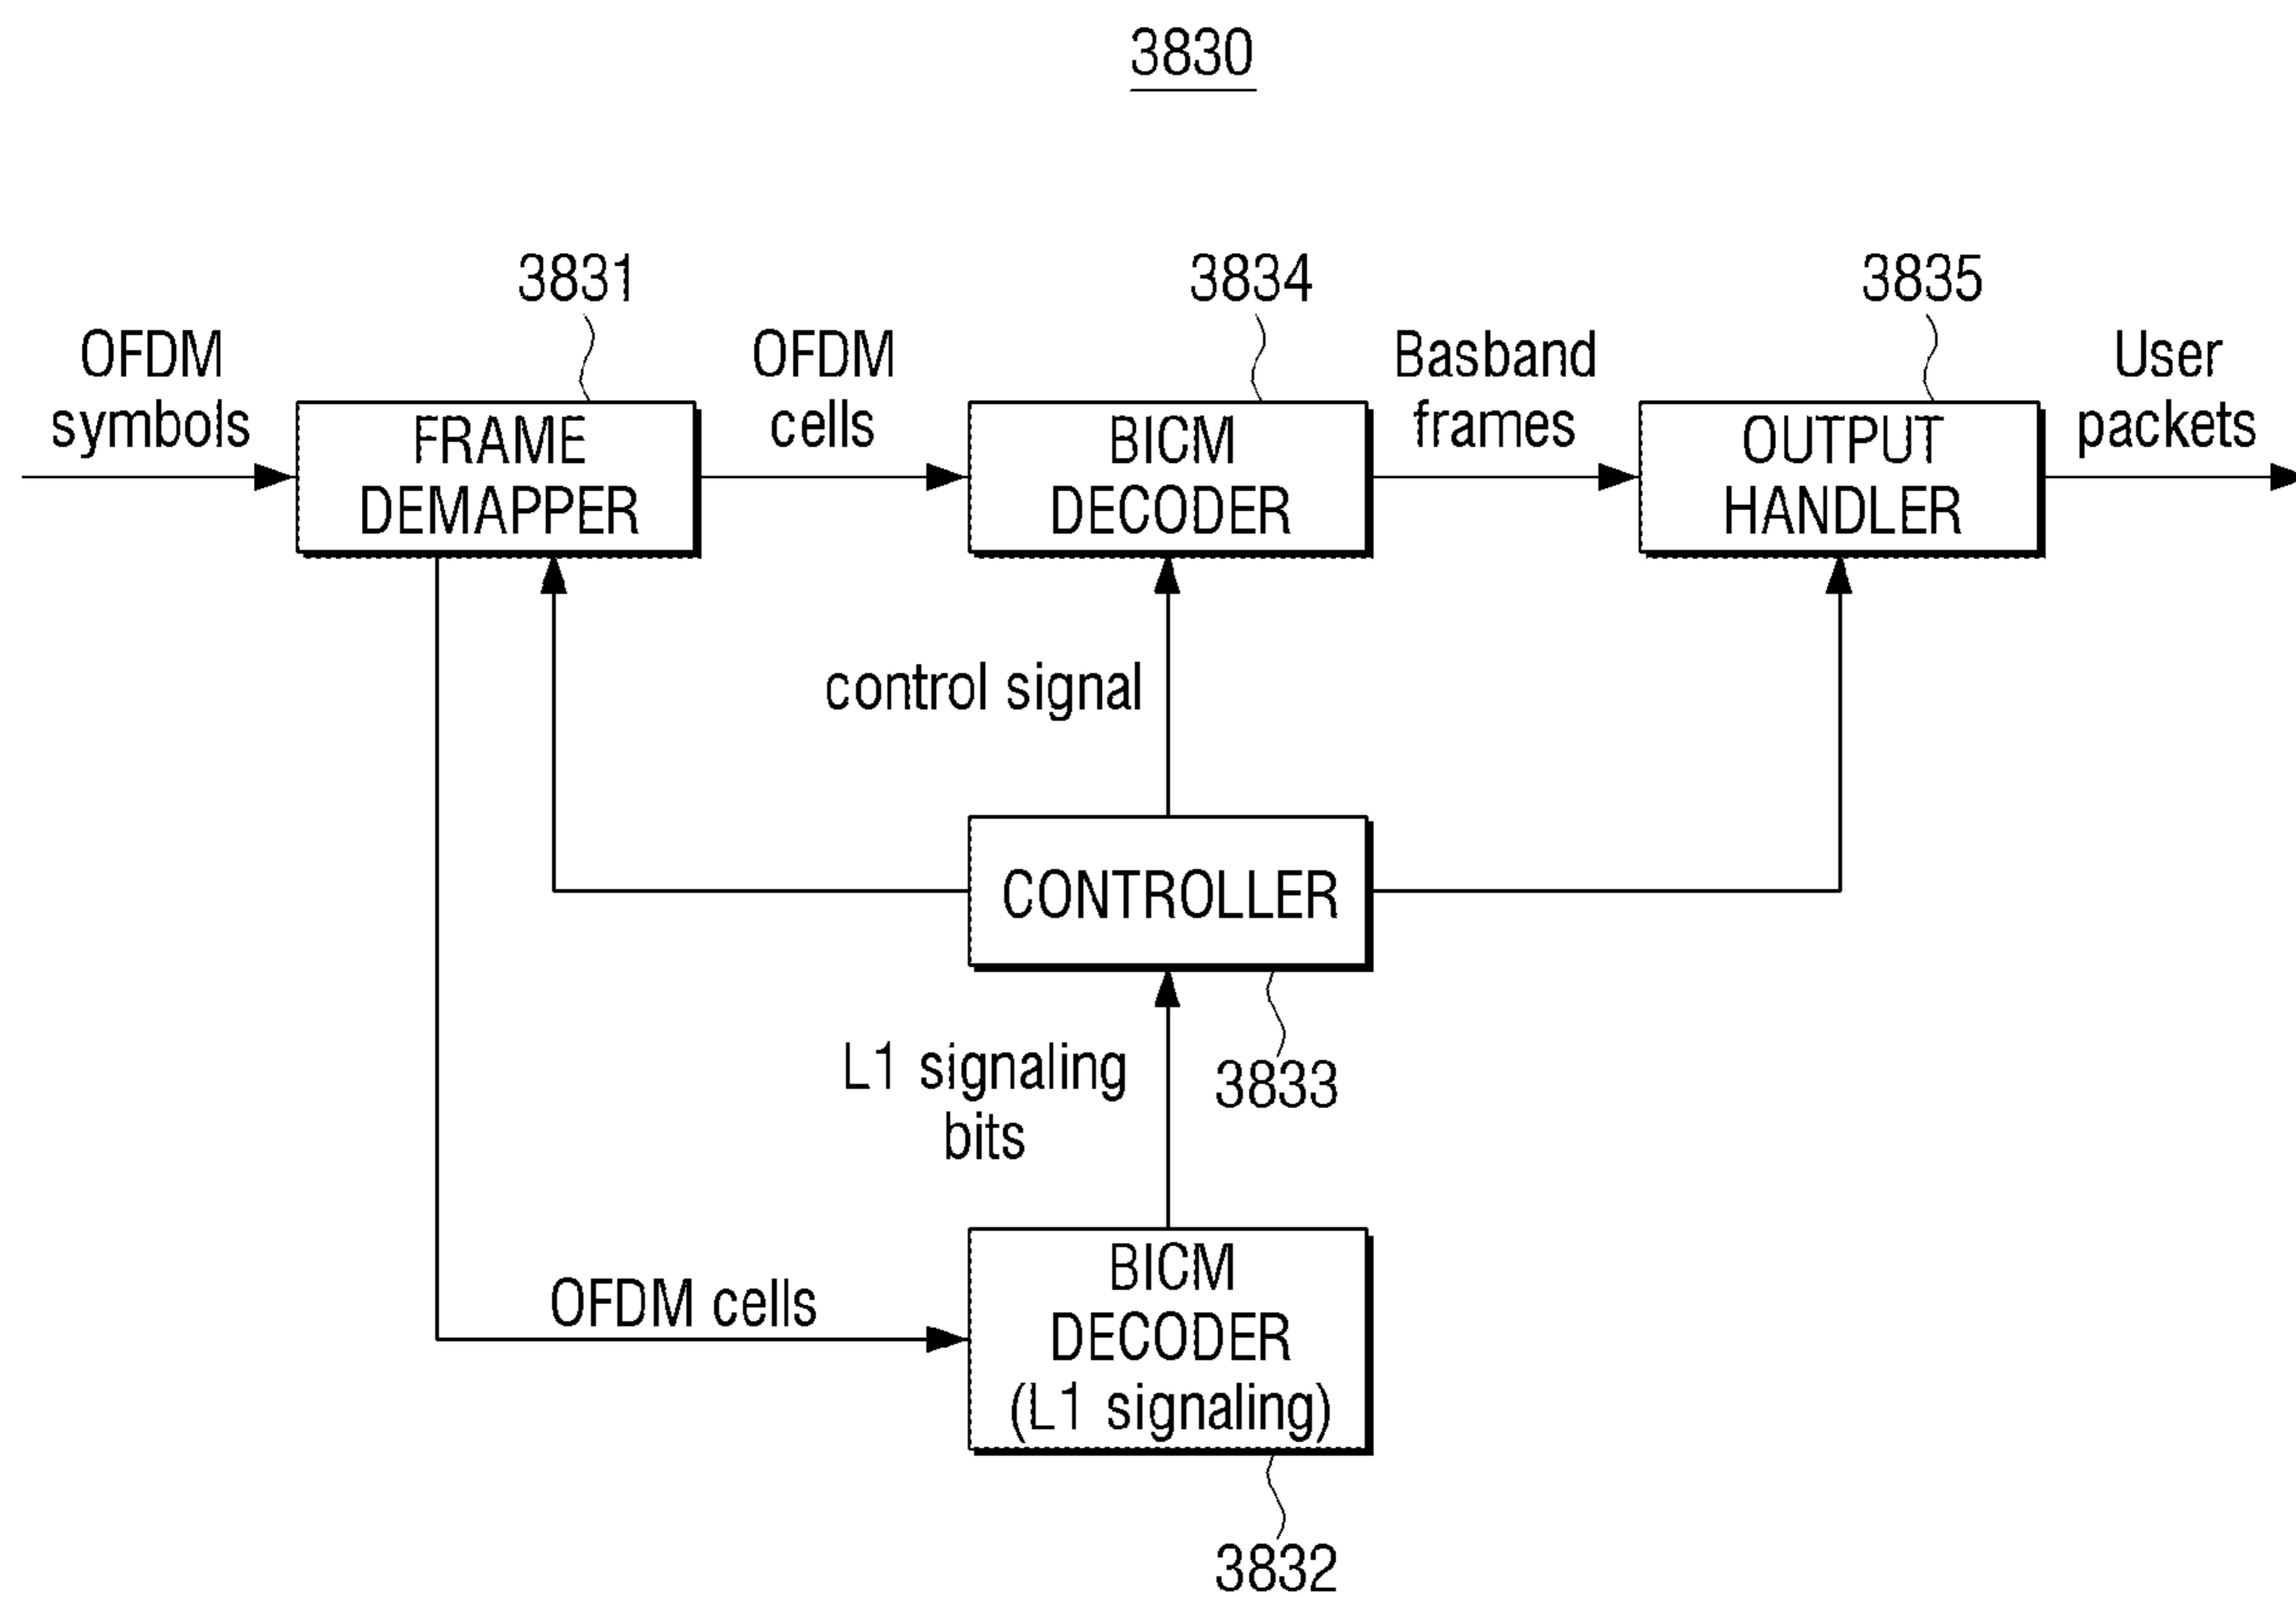 3830
3831
3834
3835
OFDM
symbols
OFDM
cells
Basband
frames
User
packets
FRAME
DEMAPPER
BICM
DECODER
OUTPUT
HANDLER
control signal
CONTROLLER
3833
L1 signaling
bits
BICM
DECODER
(L1 signaling)
OFDM cells
3832